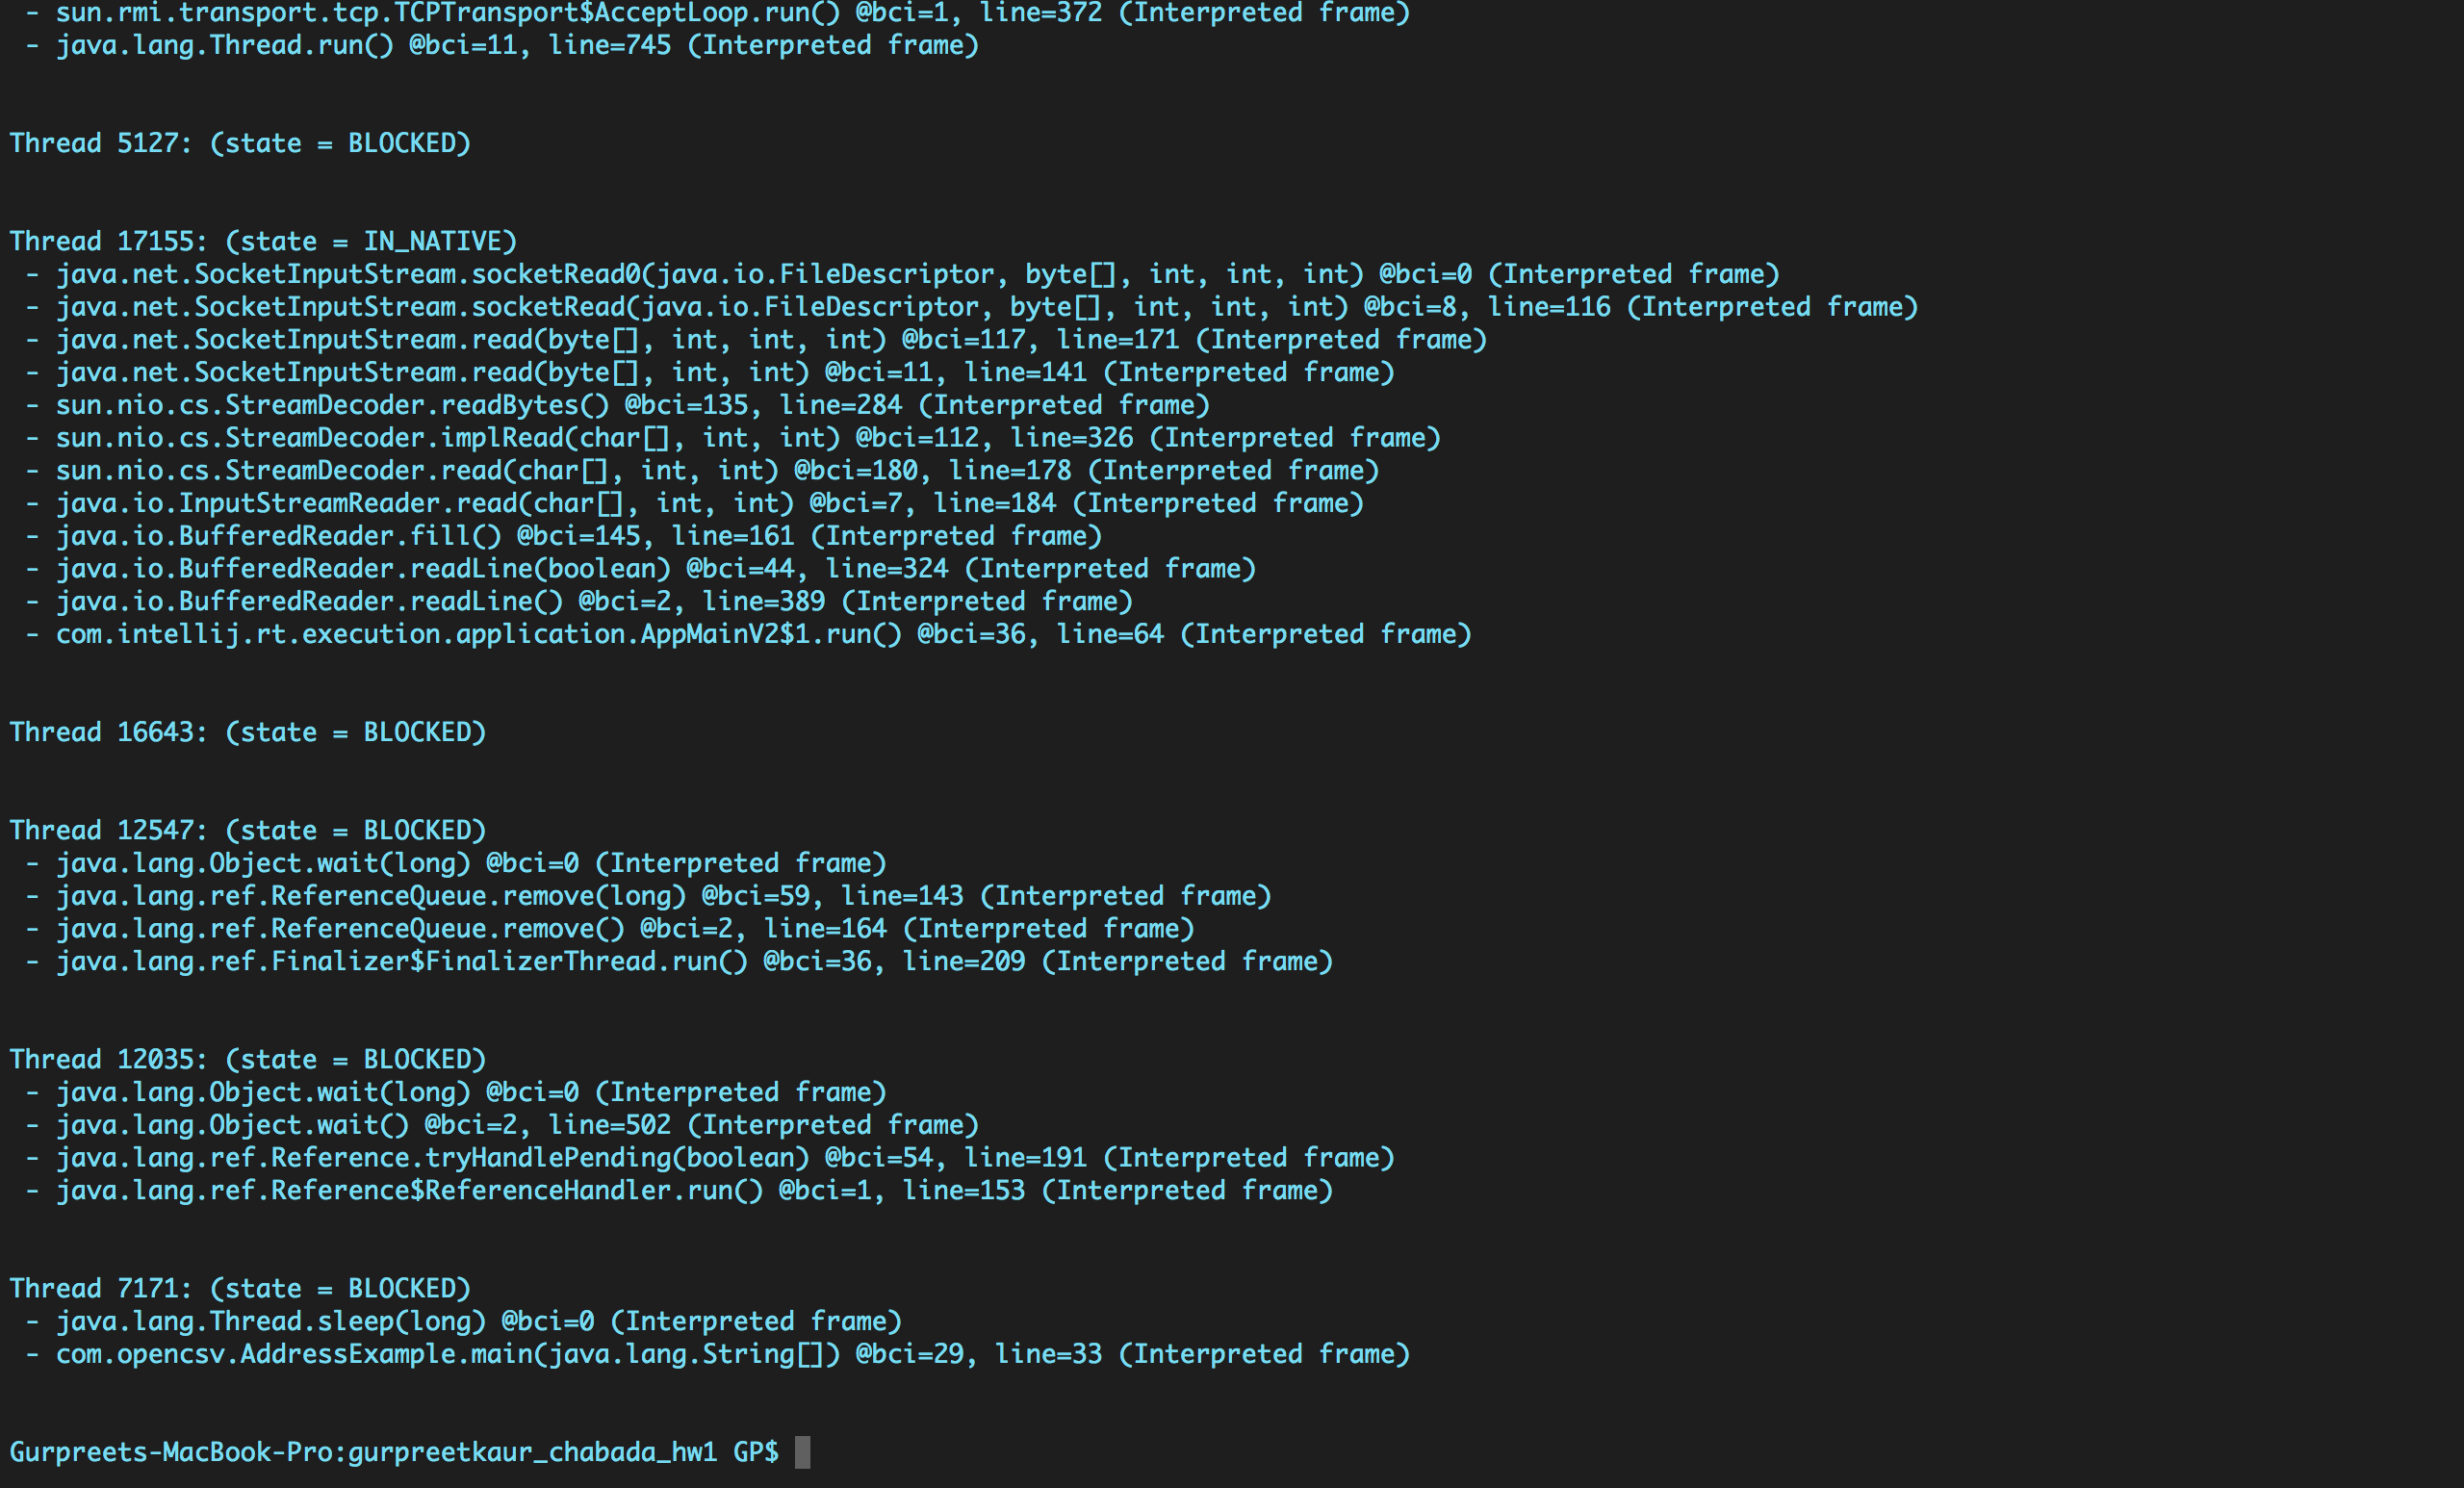 - sun.rmi.transport.tcp.TCPTransport$AcceptLoop.run() @bci=1, line=372 (Interpreted frame)
- java.lang.Thread.run() @bci=11, line=745 (Interpreted frame)
Thread 5127: (state = BLOCKED)
Thread 17155: (state = IN_NATIVE)
- java.net.SocketInputStream.socketRead0(java.io.FileDescriptor, byte[], int, int, int) @bci=0 (Interpreted frame)
- java.net.SocketInputStream.socketRead(java.io.FileDescriptor, byte[], int, int, int) @bci=8, line=116 (Interpreted frame)
- java.net.SocketInputStream.read(byte[], int, int, int) @bci=117, line=171 (Interpreted frame)
- java.net.SocketInputStream.read(byte[], int, int) @bci=11, line=141 (Interpreted frame)
- sun.nio.cs.StreamDecoder.readBytes() @bci=135, line=284 (Interpreted frame)
- sun.nio.cs.StreamDecoder.implRead(char[], int, int) @bci=112, line=326 (Interpreted frame)
- sun.nio.cs.StreamDecoder.read(char[], int, int) @bci=180, line=178 (Interpreted frame)
- java.io.InputStreamReader.read(char[], int, int) @bci=7, line=184 (Interpreted frame)
- java.io.BufferedReader.fill() @bci=145, line=161 (Interpreted frame)
- java.io.BufferedReader.readLine(boolean) @bci=44, line=324 (Interpreted frame)
- java.io.BufferedReader.readLine() @bci=2, line=389 (Interpreted frame)
- com.intellij.rt.execution.application.AppMainV2$1.run() @bci=36, line=64 (Interpreted frame)
Thread 16643: (state = BLOCKED)
Thread 12547: (state = BLOCKED)
- java.lang.Object.wait(long) @bci=0 (Interpreted frame)
- java.lang.ref.ReferenceQueue.remove(long) @bci=59, line=143 (Interpreted frame)
- java.lang.ref.ReferenceQueue.remove() @bci=2, line=164 (Interpreted frame)
- java.lang.ref.Finalizer$FinalizerThread.run() @bci=36, line=209 (Interpreted frame)
Thread 12035: (state = BLOCKED)
- java.lang.Object.wait(long) @bci=0 (Interpreted frame)
- java.lang.Object.wait() @bci=2, line=502 (Interpreted frame)
- java.lang.ref.Reference.tryHandlePending(boolean) @bci=54, line=191 (Interpreted frame)
- java.lang.ref.Reference$ReferenceHandler.run() @bci=1, line=153 (Interpreted frame)
Thread 7171: (state = BLOCKED)
- java.lang.Thread.sleep(long) @bci=0 (Interpreted frame)
- com.opencsv.AddressExample.main(java.lang.String[]) @bci=29, line=33 (Interpreted frame)
Gurpreets-MacBook-Pro:gurpreetkaur_chabada_hw1 GP$